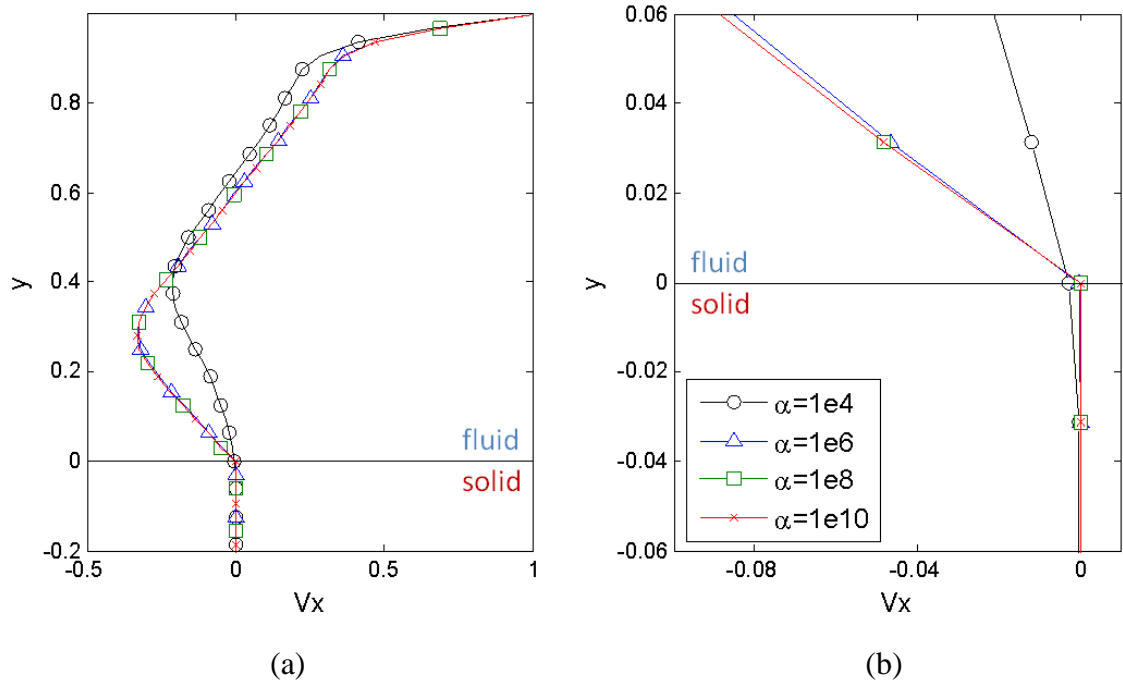 0.8
0.6
0.4
0.2
0
-0.2
y
-0.5
0
0.5
1
Vx
fluid
solid
(a)
0.06
0.04
0.02
0
-0.02
-0.04
-0.06
y
-0.08
-0.04
0
Vx
fluid
solid
α=1e4
α=1e6
α=1e8
α=1e10
(b)